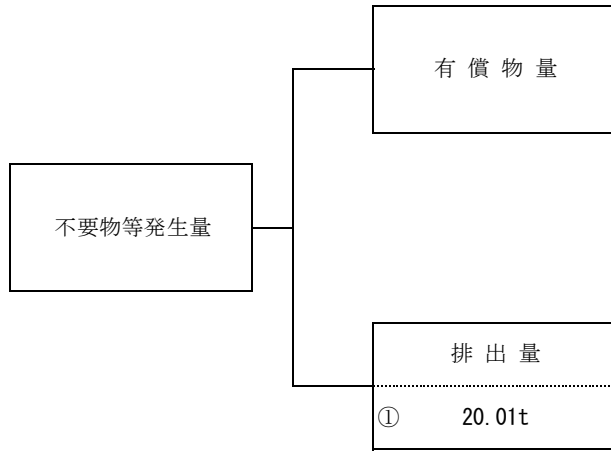 有 償 物 量
不要物等発生量
排 出 量
① 20.01t